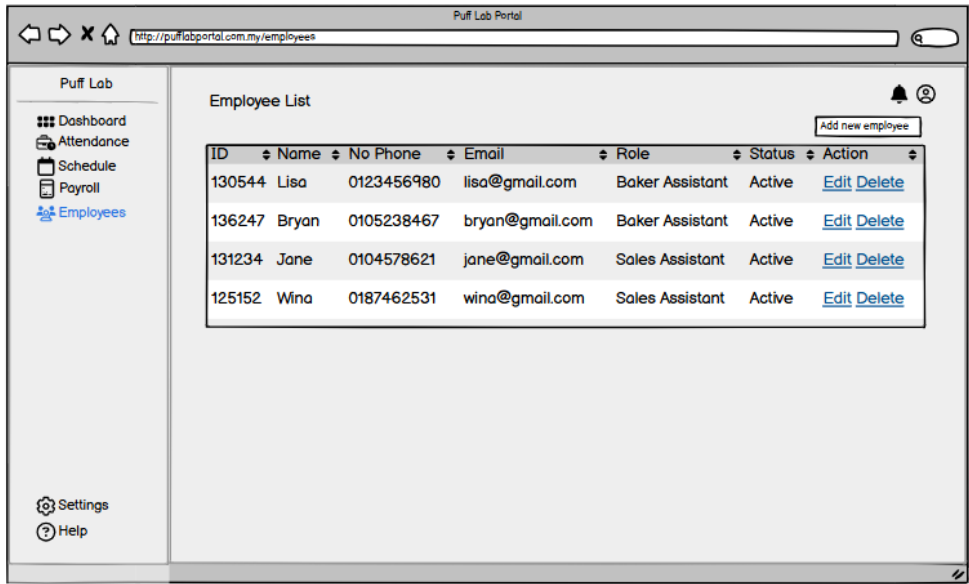 Puff Lab Portal
http://pufflabportal.com.my/employees
Puff Lab
Dashboard
Attendance
Schedule
Payroll
Employees
Settings
Help
Employee List
Add new employee
ID Name No Phone Email Role Status Action
130544 Lisa 0123456980 lisa@gmail.com Baker Assistant Active Edit Delete
136247 Bryan 0105238467 bryan@gmail.com Baker Assistant Active Edit Delete
131234 Jane 0104578621 jane@gmail.com Sales Assistant Active Edit Delete
125152 Wina 0187462531 wina@gmail.com Sales Assistant Active Edit Delete